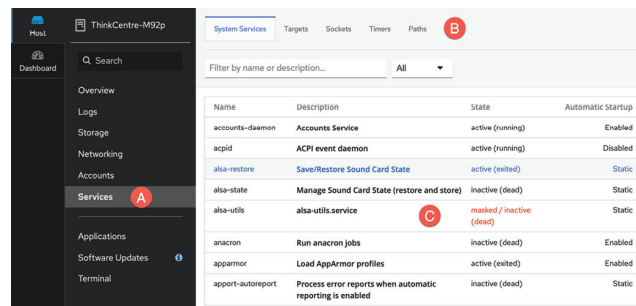 Host
Dashboard
ThinkCentre-M92p
Search
Overview
Logs
Storage
Networking
Accounts
Services A
Applications
Software Updates
Terminal
System Services Targets Sockets Timers Paths B
Filter by name or description... All
Name Description State Automatic Startup
accounts-daemon Accounts Service active (running) Enabled
acpid ACPI event daemon active (running) Disabled
alsa-restore Save/Restore Sound Card State active (exited) Static
alsa-state Manage Sound Card State (restore and store) inactive (dead) Static
alsa-utils alsa-utils.service C masked / inactive Static
(dead)
anacron Run anacron jobs inactive (dead) Enabled
apparmor Load AppArmor profiles active (exited) Enabled
apport-autoreport Process error reports when automatic inactive (dead) Static
reporting is enabled